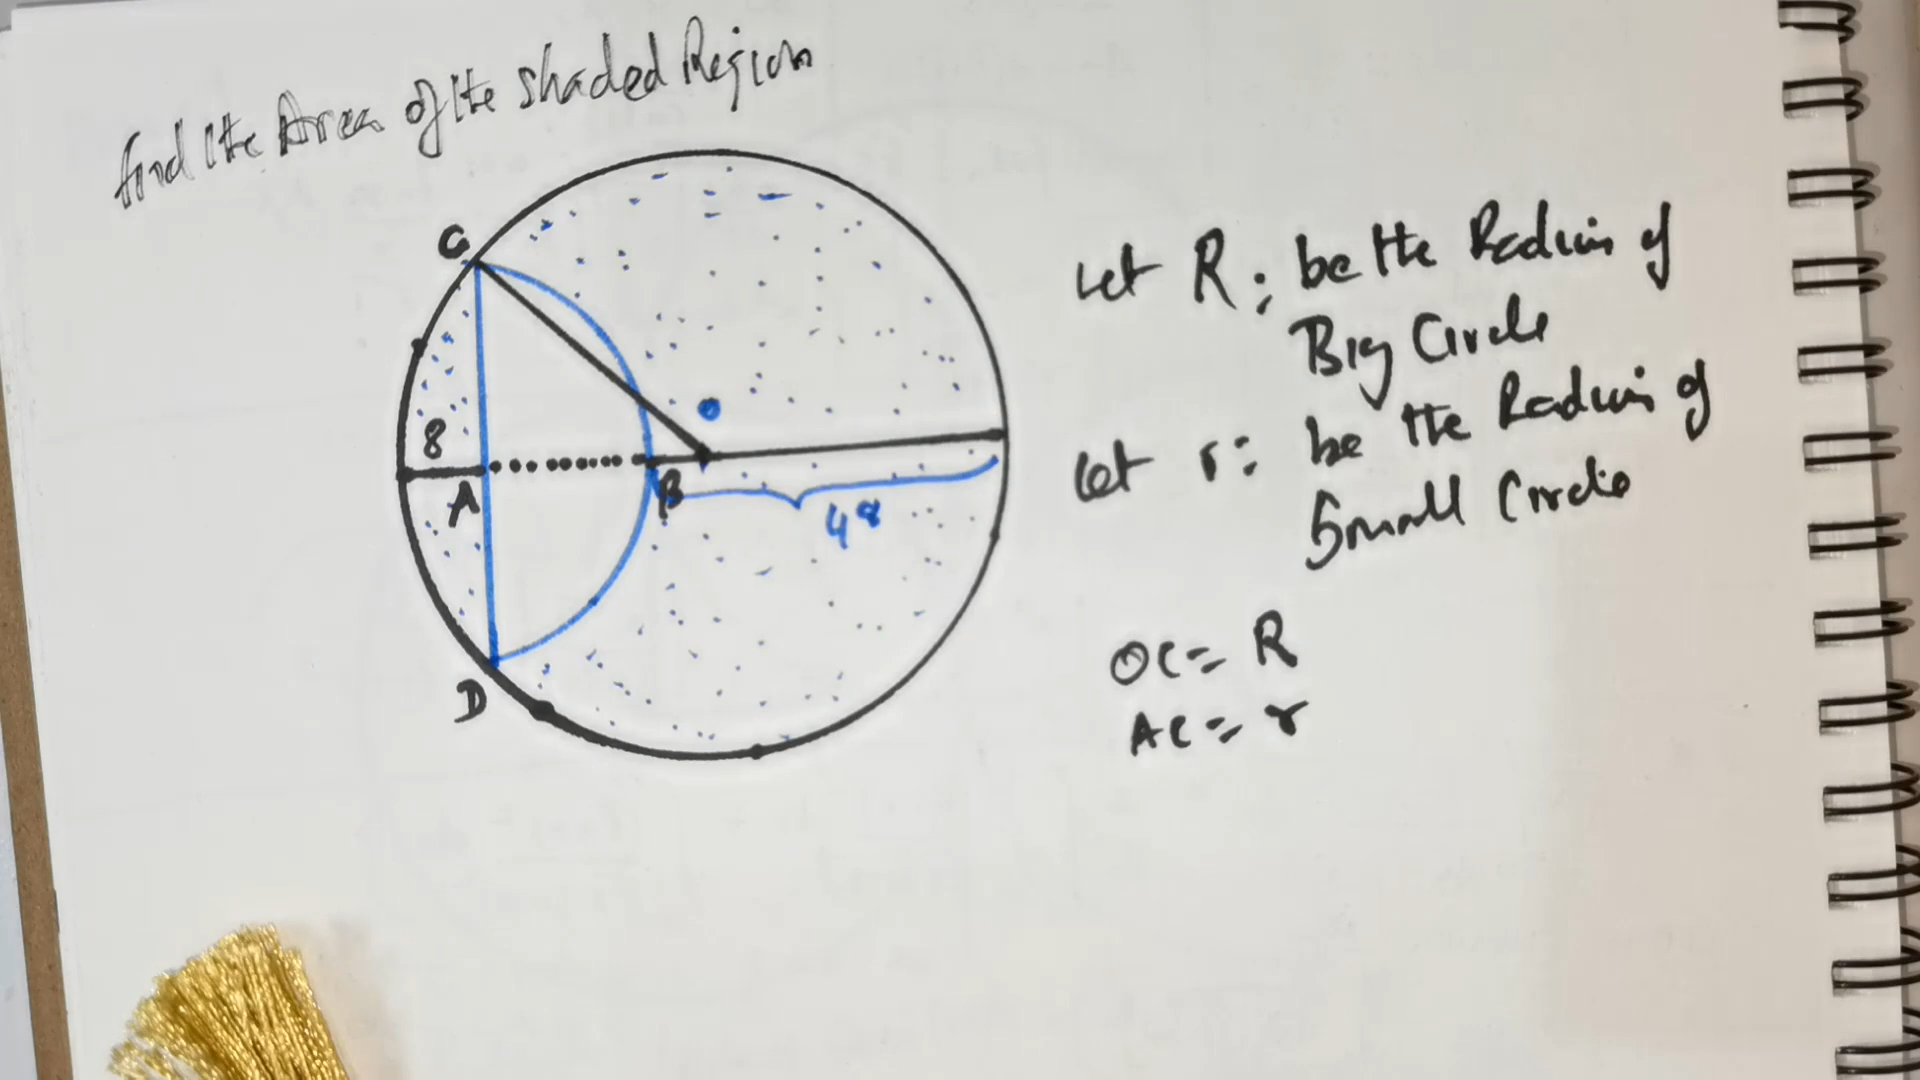 find the Area of the shaded Region
C
8
A
B
O
48
D
Let R: be the Radius of
Big Circle
Let r: be the Radius of
Small Circle
OC = R
AC = r